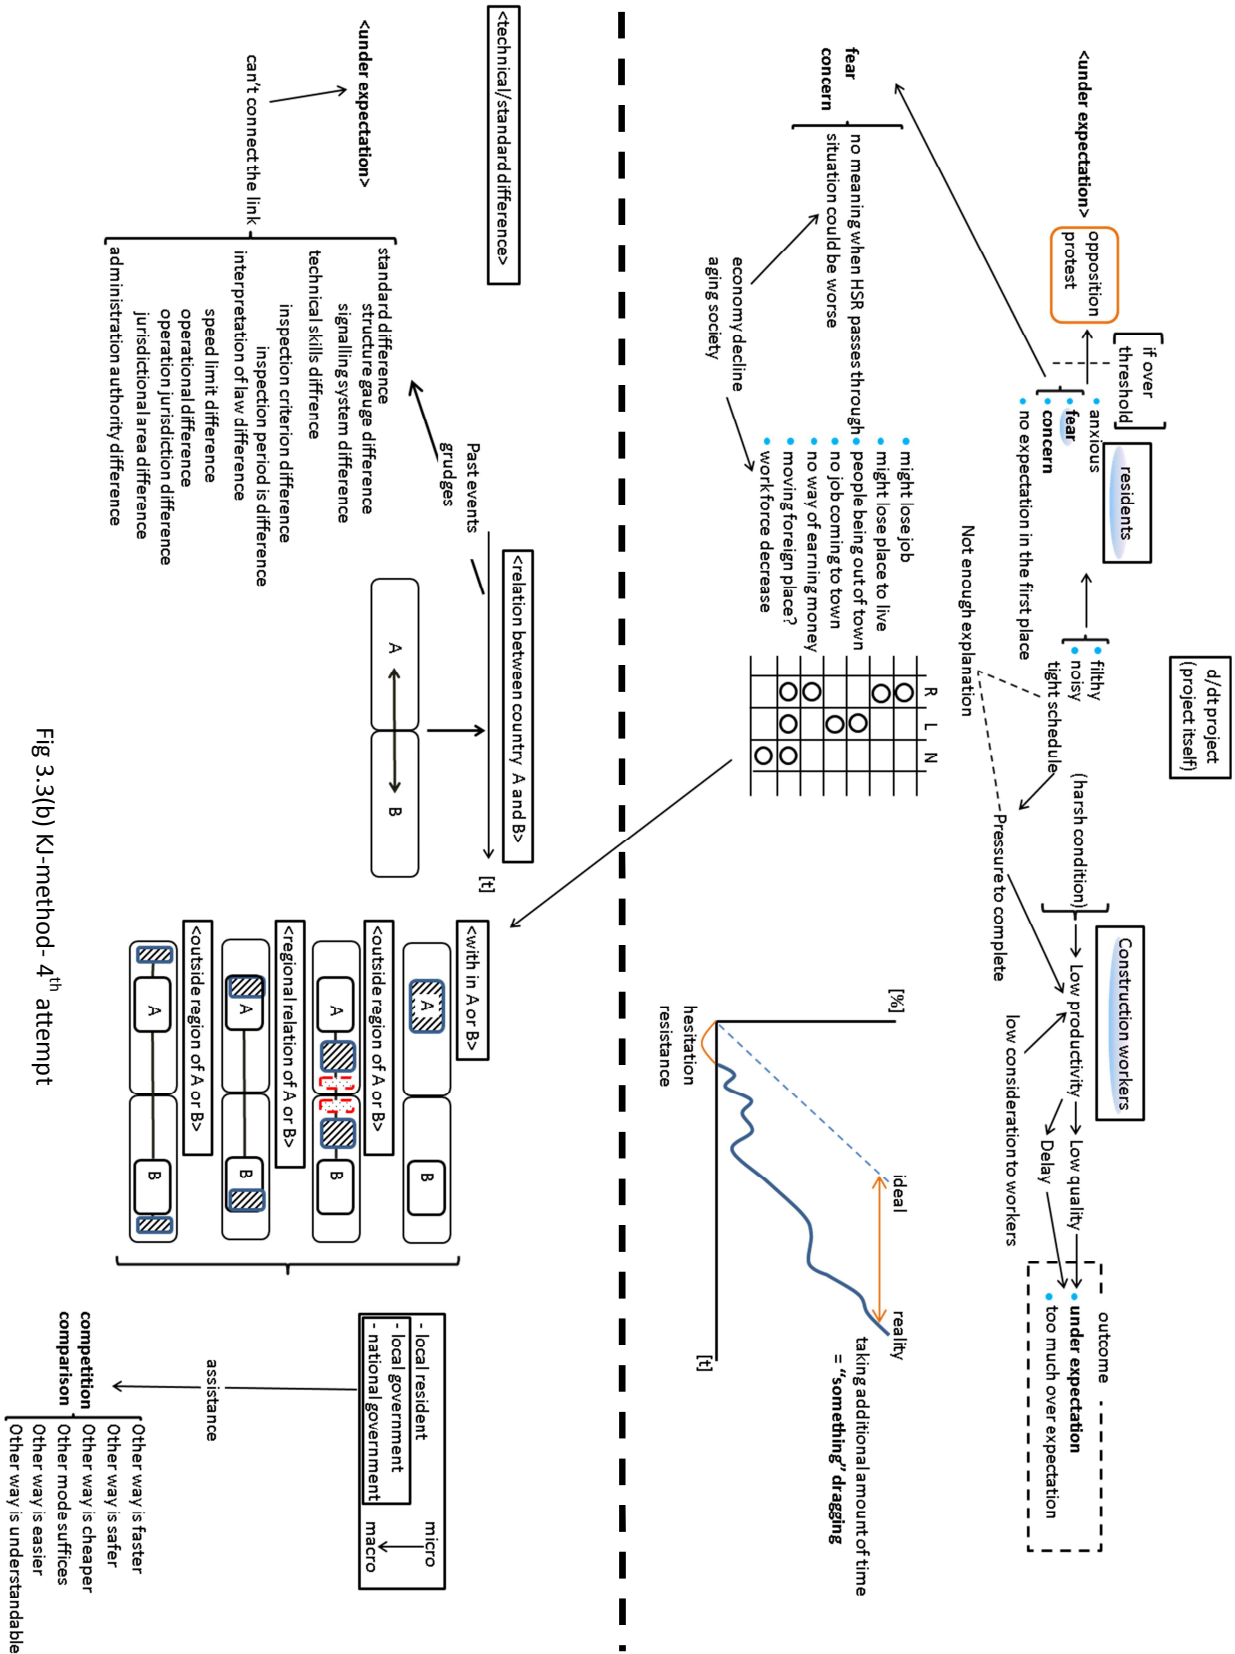 d/dt project
(project itself)
if over
threshold
residents
Construction workers
<under expectation>
opposition
protest
anxious
fear
concern
no expectation in the first place
filthy
noisy
tight schedule
(harsh condition)
Low productivity
Low quality
Delay
outcome
under expectation
too much over expectation
Not enough explanation
Pressure to complete
low consideration to workers
fear
concern
no meaning when HSR passes through
situation could be worse
economy decline
aging society
might lose job
might lose place to live
people being out of town
no job coming to town
no way of earning money
moving foreign place?
work force decrease
R L N
[%]
ideal
reality
hesitation
resistance
[t]
taking additional amount of time
= “something” dragging
<technical/standard difference>
<under expectation>
can't connect the link
standard difference
structure gauge difference
signalling system difference
technical skills diffrence
inspection criterion difference
inspection period is difference
interpretation of law difference
speed limit difference
operational difference
operation jurisdiction difference
jurisdictional area difference
administration authority difference
<relation between country A and B>
Past events
grudges
[t]
A B
<with in A or B>
A B
<outside region of A or B>
A B
<regional relation of A or B>
A B
<outside region of A or B>
A B
- local resident
- local government
- national government
micro
macro
assistance
competition
comparison
Other way is faster
Other way is safer
Other way is cheaper
Other mode suffices
Other way is easier
Other way is understandable
Fig 3.3(b) KJ-method- 4th attempt